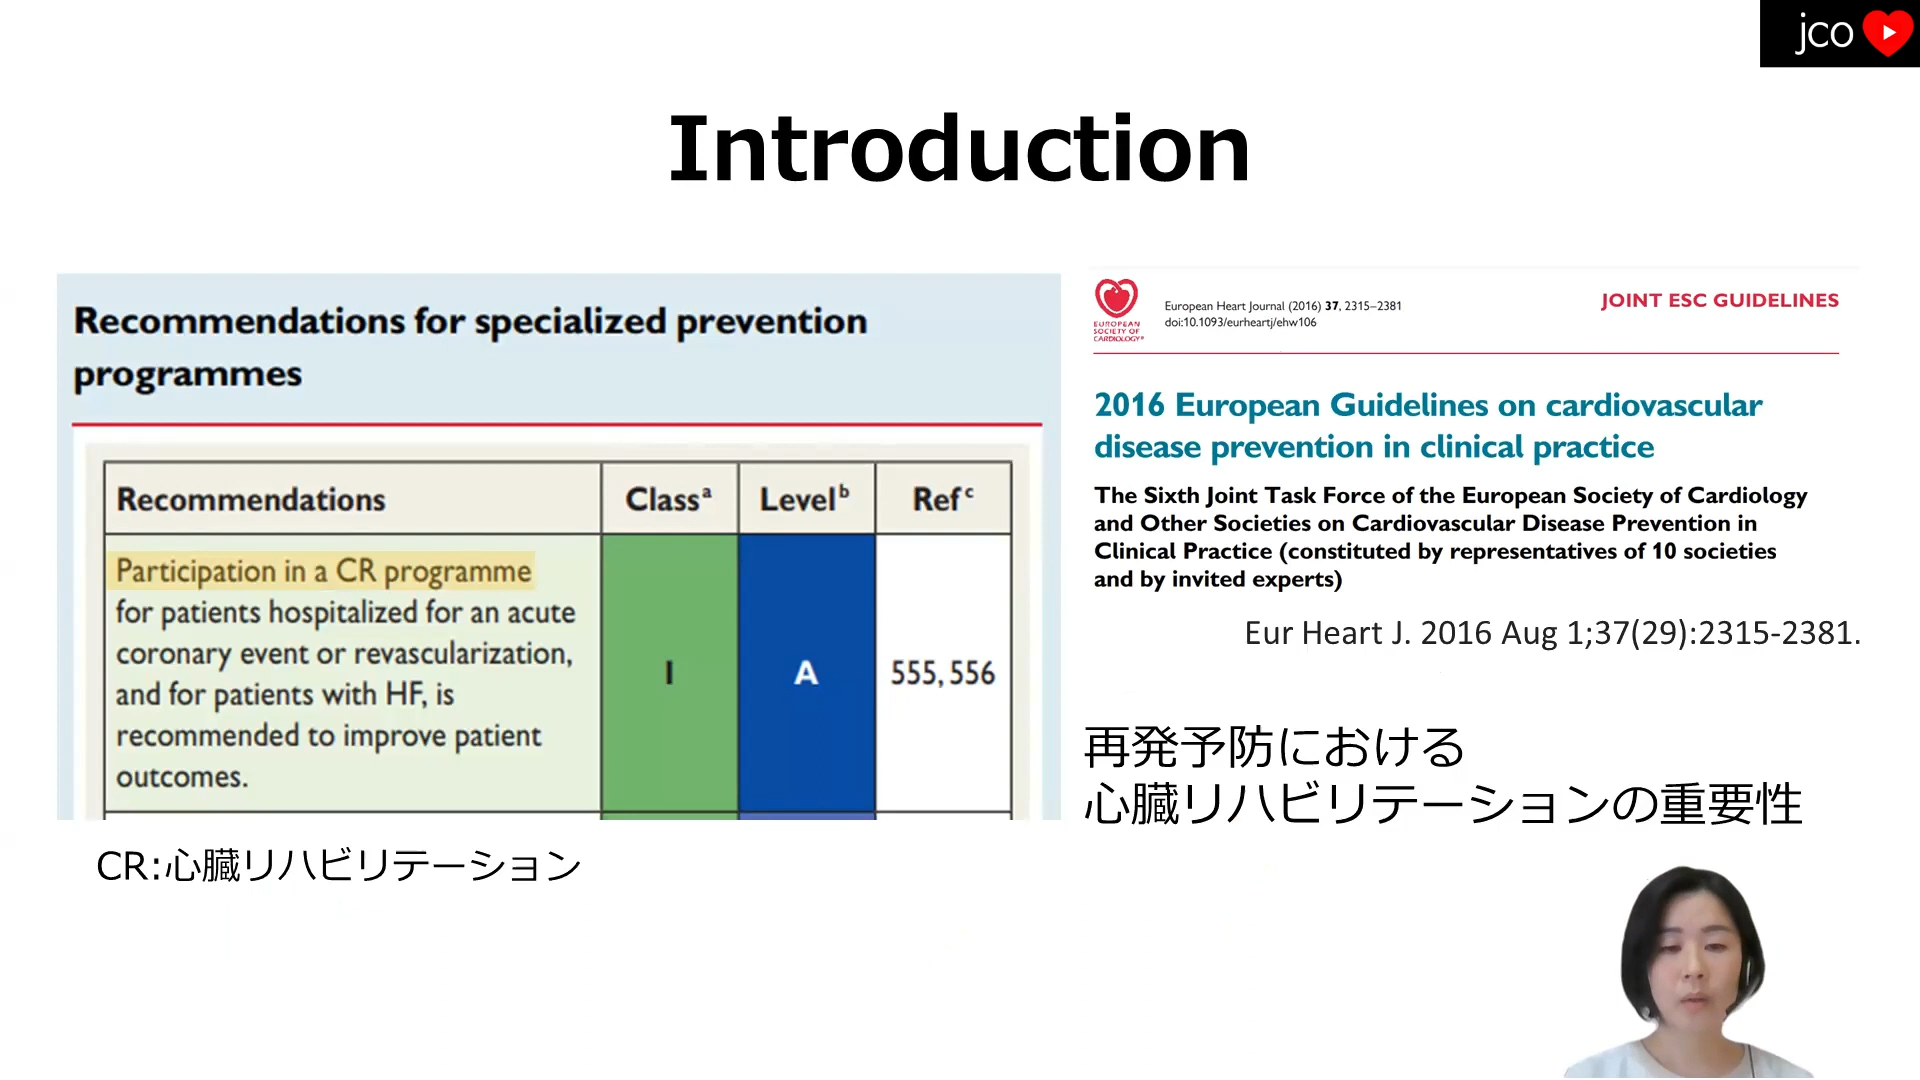 jco
Introduction
Recommendations for specialized prevention
programmes
Recommendations Classᵃ Levelᵇ Refᶜ
Participation in a CR programme
for patients hospitalized for an acute
coronary event or revascularization,
and for patients with HF, is
recommended to improve patient
outcomes.
I A 555, 556
CR:心臓リハビリテーション
EUROPEAN
SOCIETY OF
CARDIOLOGY®
European Heart Journal (2016) 37, 2315–2381
doi:10.1093/eurheartj/ehw106
JOINT ESC GUIDELINES
2016 European Guidelines on cardiovascular
disease prevention in clinical practice
The Sixth Joint Task Force of the European Society of Cardiology
and Other Societies on Cardiovascular Disease Prevention in
Clinical Practice (constituted by representatives of 10 societies
and by invited experts)
Eur Heart J. 2016 Aug 1;37(29):2315-2381.
再発予防における
心臓リハビリテーションの重要性